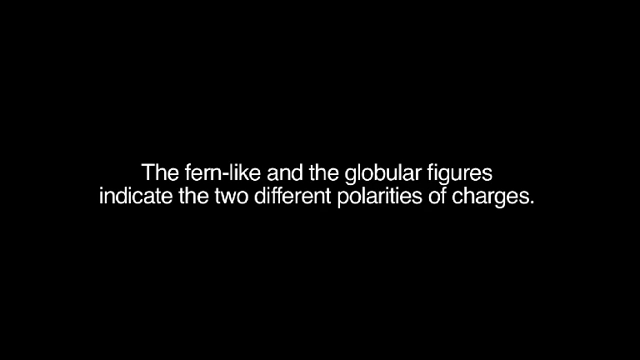 The fern-like and the globular figures
indicate the two different polarities of charges.